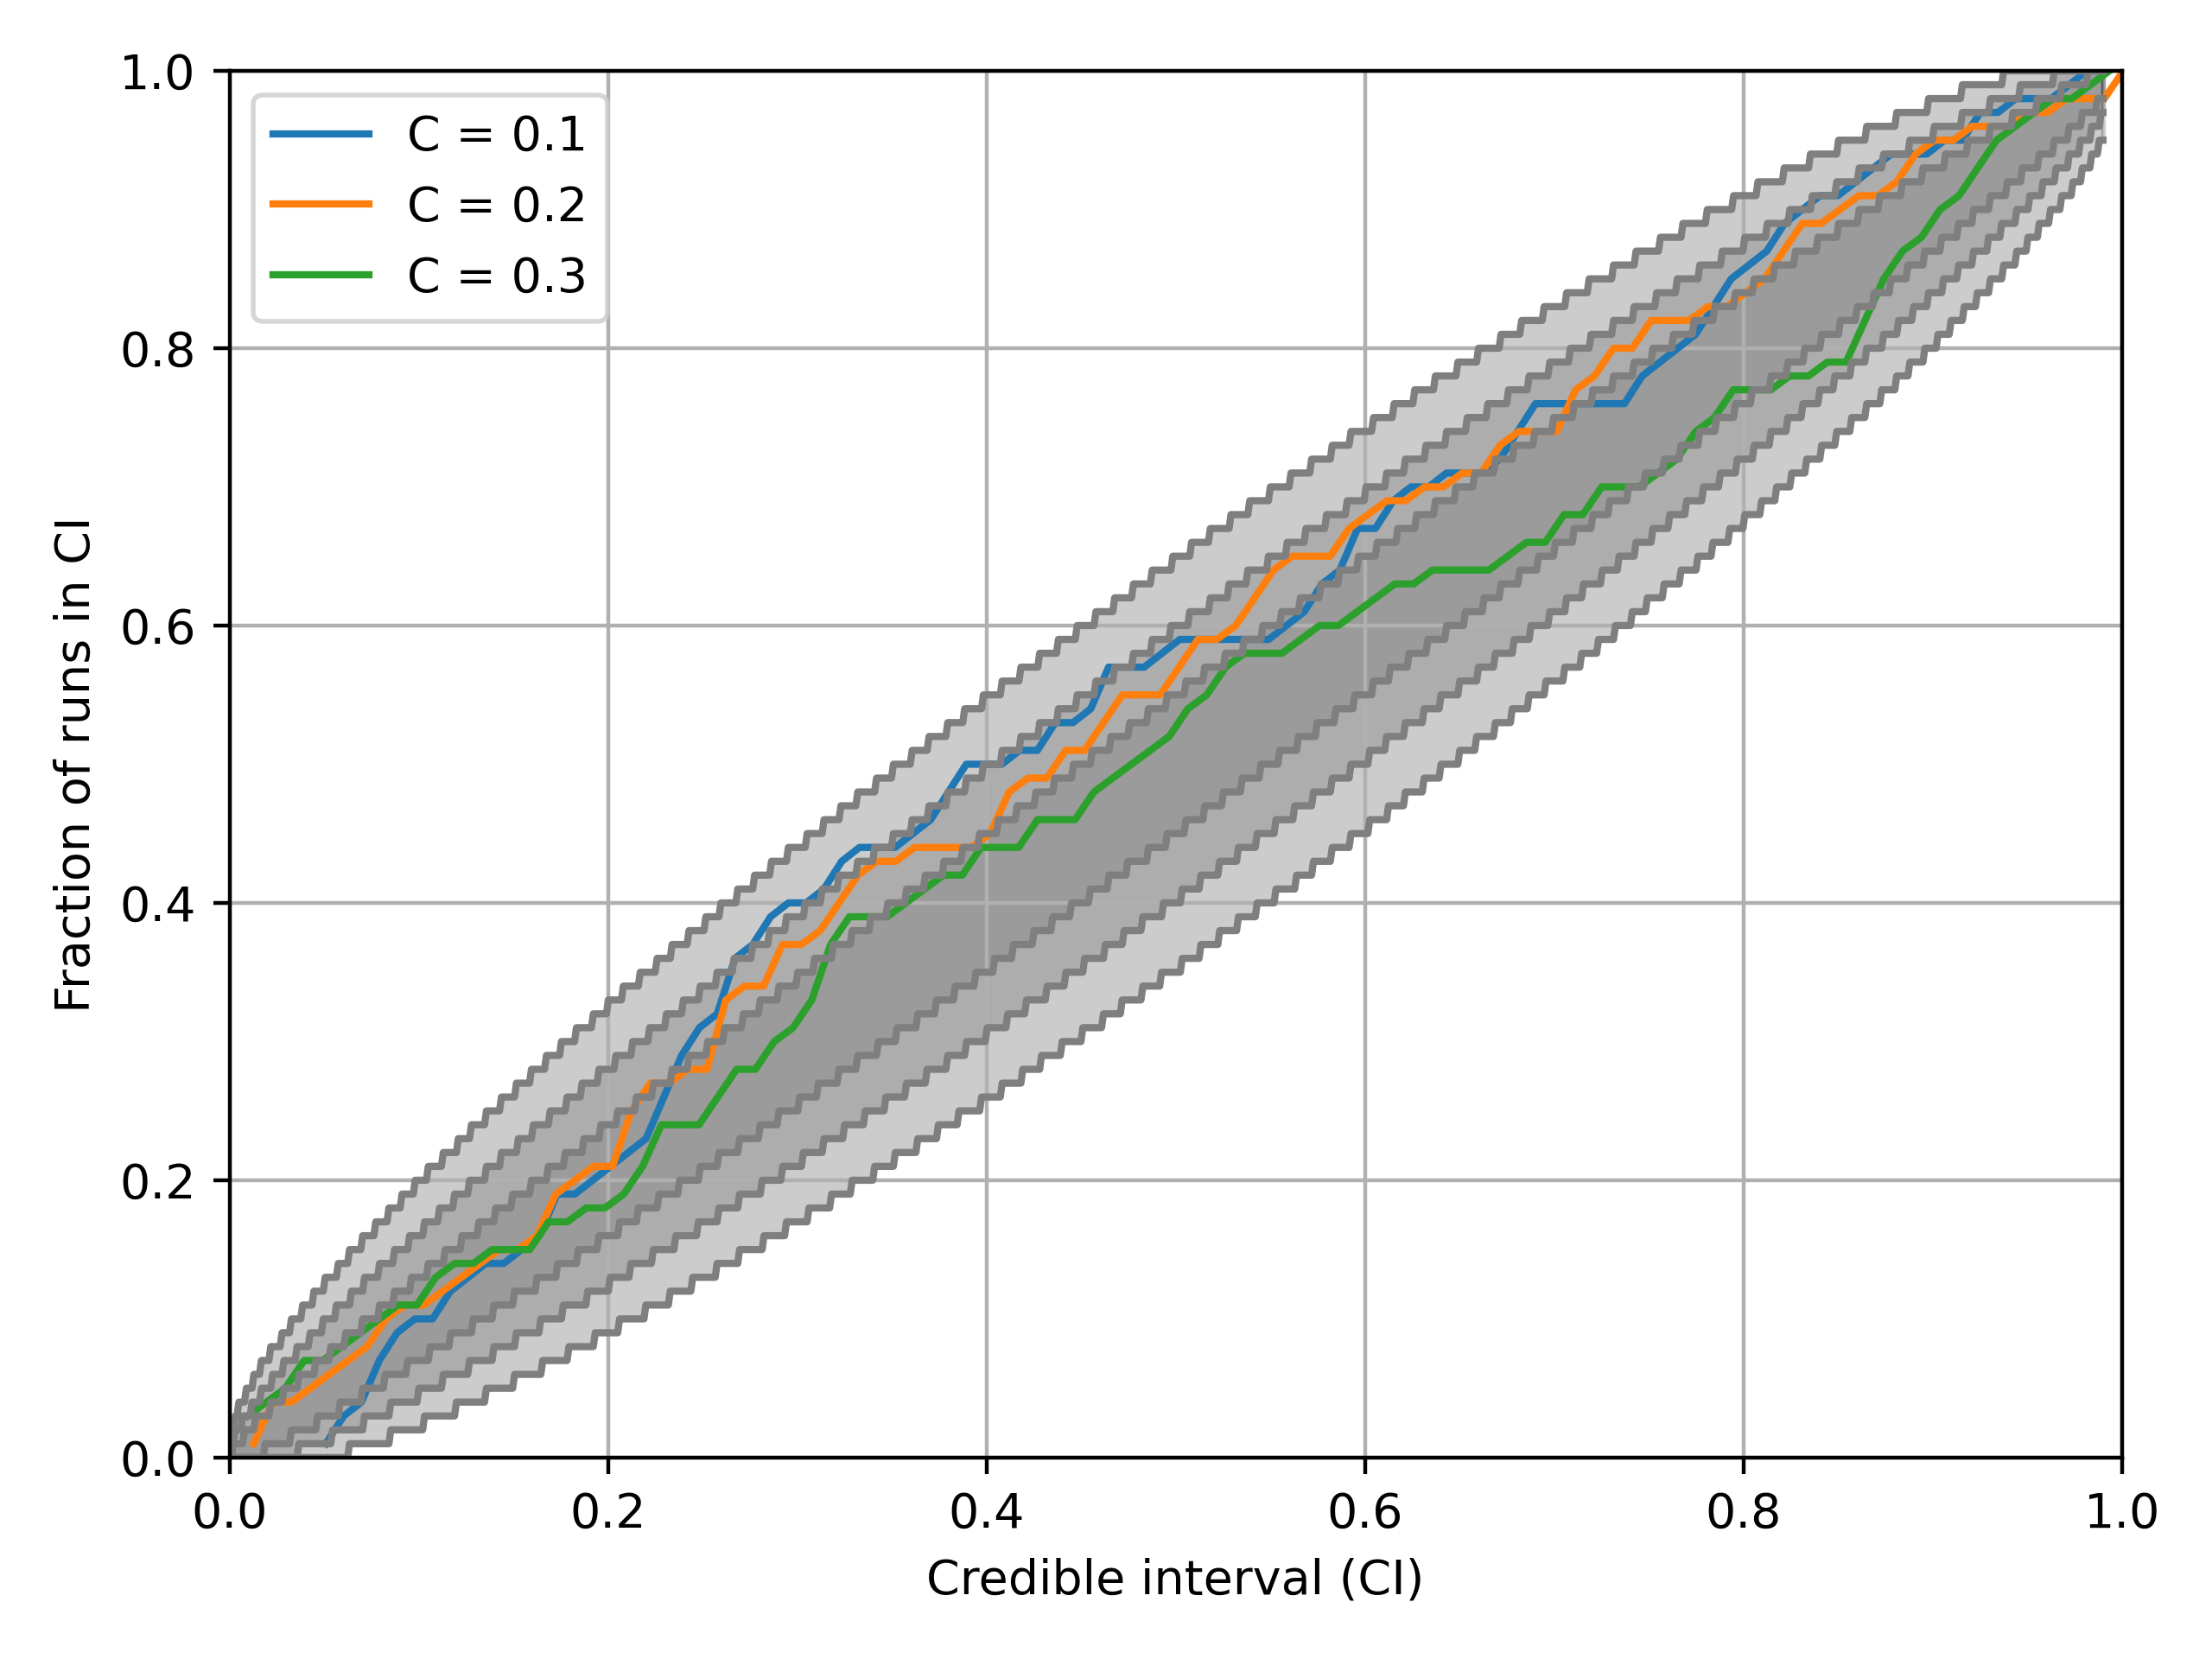 1.0
0.8
0.6
0.4
0.2
0.0
Fraction of runs in CI
C = 0.1
C = 0.2
C = 0.3
0.0 0.2 0.4 0.6 0.8 1.0
Credible interval (CI)